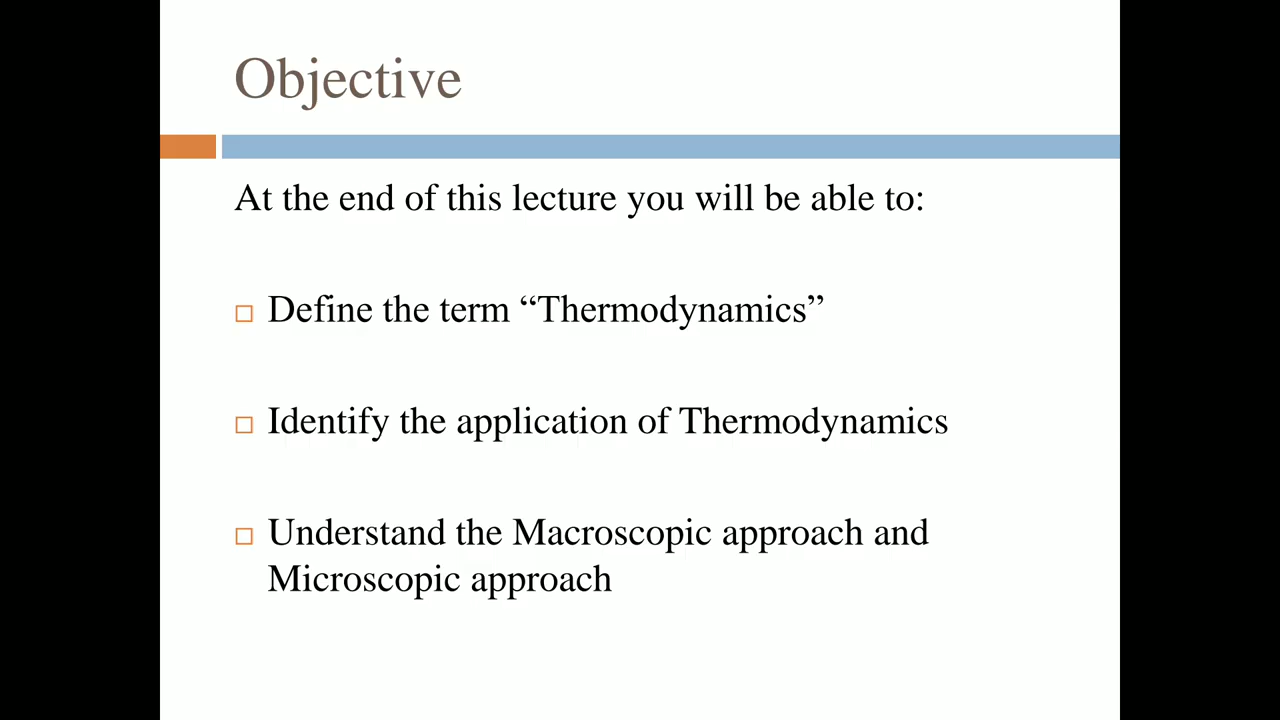 Objective
At the end of this lecture you will be able to:
Define the term “Thermodynamics”
Identify the application of Thermodynamics
Understand the Macroscopic approach and
Microscopic approach